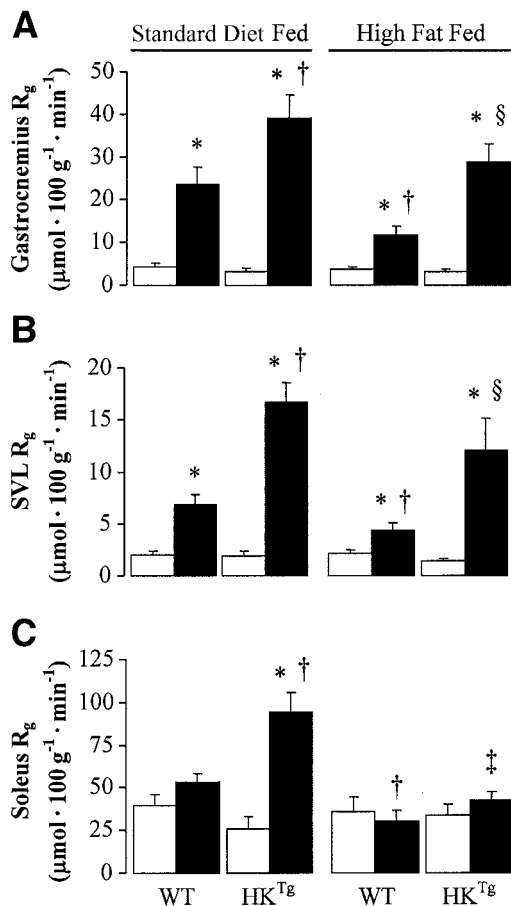 A
Standard Diet Fed High Fat Fed
Gastrocnemius Rg
(µmol · 100 g⁻¹ · min⁻¹)
50
40
30
20
10
0
*
* †
* †
* §
B
SVL Rg
(µmol · 100 g⁻¹ · min⁻¹)
20
15
10
5
0
*
* †
* †
* §
C
Soleus Rg
(µmol · 100 g⁻¹ · min⁻¹)
125
100
75
50
25
0
* †
†
‡
WT HKᵀᵍ WT HKᵀᵍ